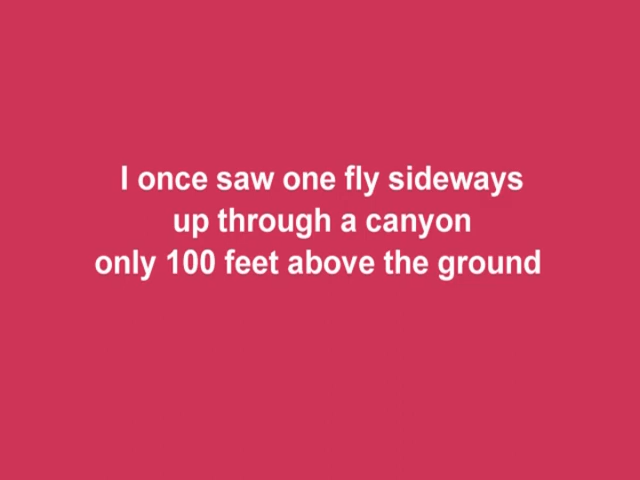 I once saw one fly sideways
up through a canyon
only 100 feet above the ground